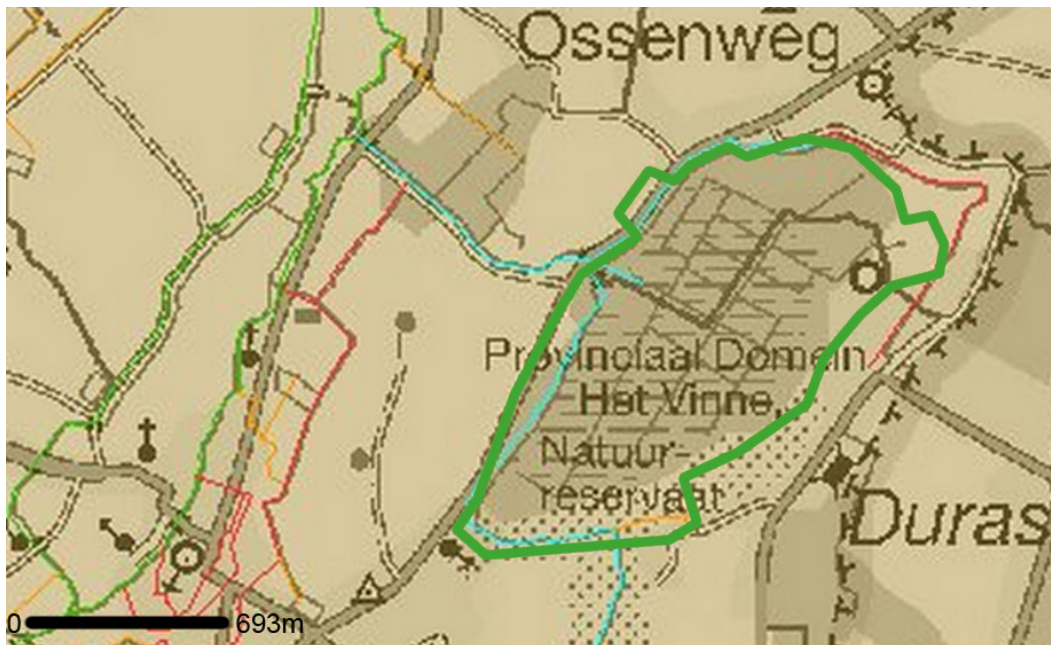 Ossenweg
Provinciaal Domein
Het Vinne,
Natuur-
reservaat
Duras
0 693m